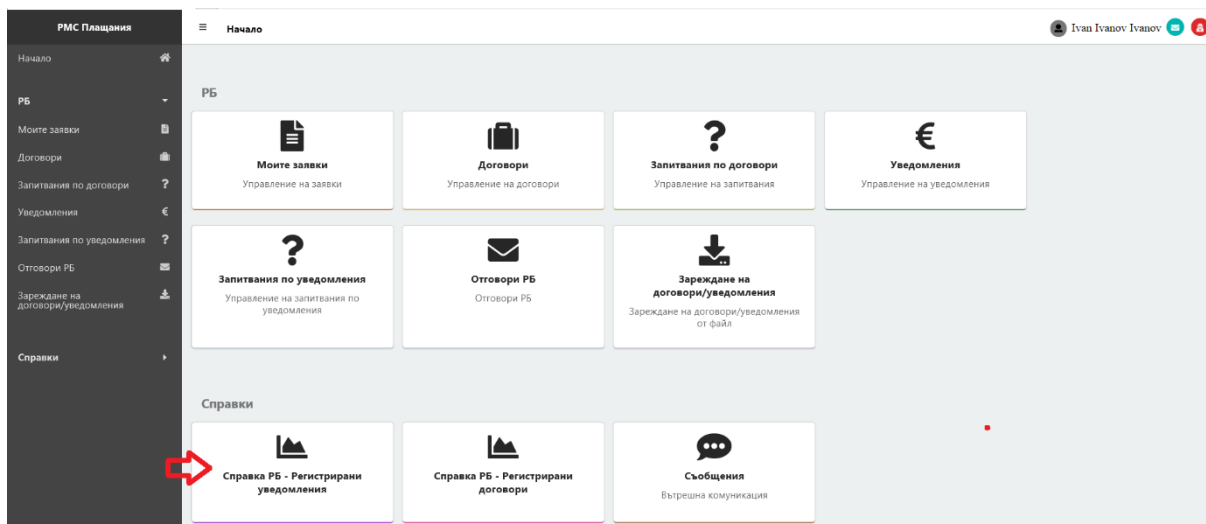 РМС Плащания
Начало
Ivan Ivanov Ivanov
Начало
РБ
Моите заявки
Договори
Запитвания по договори
Уведомления
Запитвания по уведомления
Отговори РБ
Зареждане на
договори/уведомления
Справки
РБ
Моите заявки
Управление на заявки
Договори
Управление на договори
Запитвания по договори
Управление на запитвания
Уведомления
Управление на уведомления
Запитвания по уведомления
Управление на запитвания по
уведомления
Отговори РБ
Отговори РБ
Зареждане на
договори/уведомления
Зареждане на договори/уведомления
от файл
Справки
Справка РБ - Регистрирани
уведомления
Справка РБ - Регистрирани
договори
Съобщения
Вътрешна комуникация